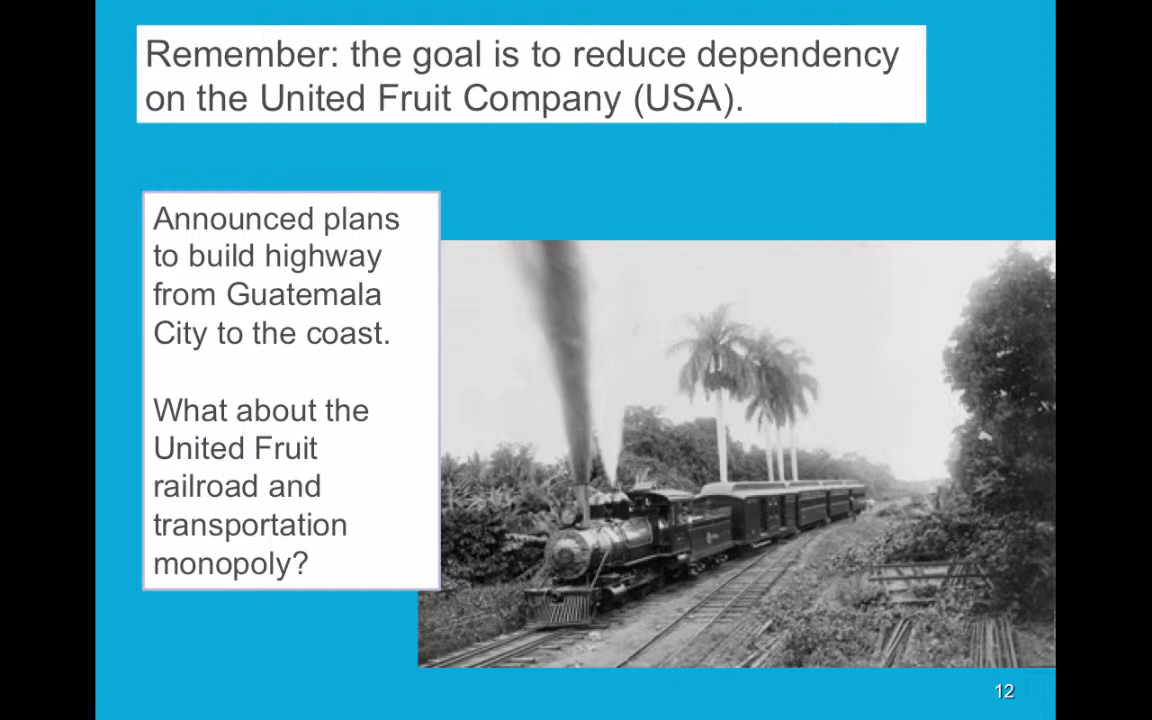 Remember: the goal is to reduce dependency
on the United Fruit Company (USA).
Announced plans
to build highway
from Guatemala
City to the coast.
What about the
United Fruit
railroad and
transportation
monopoly?
12